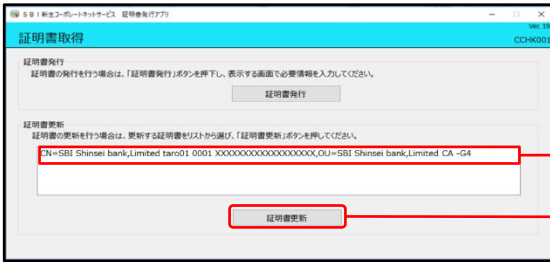 SBI新生コーポレートネットサービス 証明書発行アプリ
Ver. 19
証明書取得
CCHK001
証明書発行
証明書の発行を行う場合は、「証明書発行」ボタンを押下し、表示する画面で必要情報を入力してください。
証明書発行
証明書更新
証明書の更新を行う場合は、更新する証明書をリストから選び、「証明書更新」ボタンを押してください。
CN=SBI Shinsei bank,Limited taro01 0001 XXXXXXXXXXXXXXXXXXX,OU=SBI Shinsei bank,Limited CA -G4
証明書更新